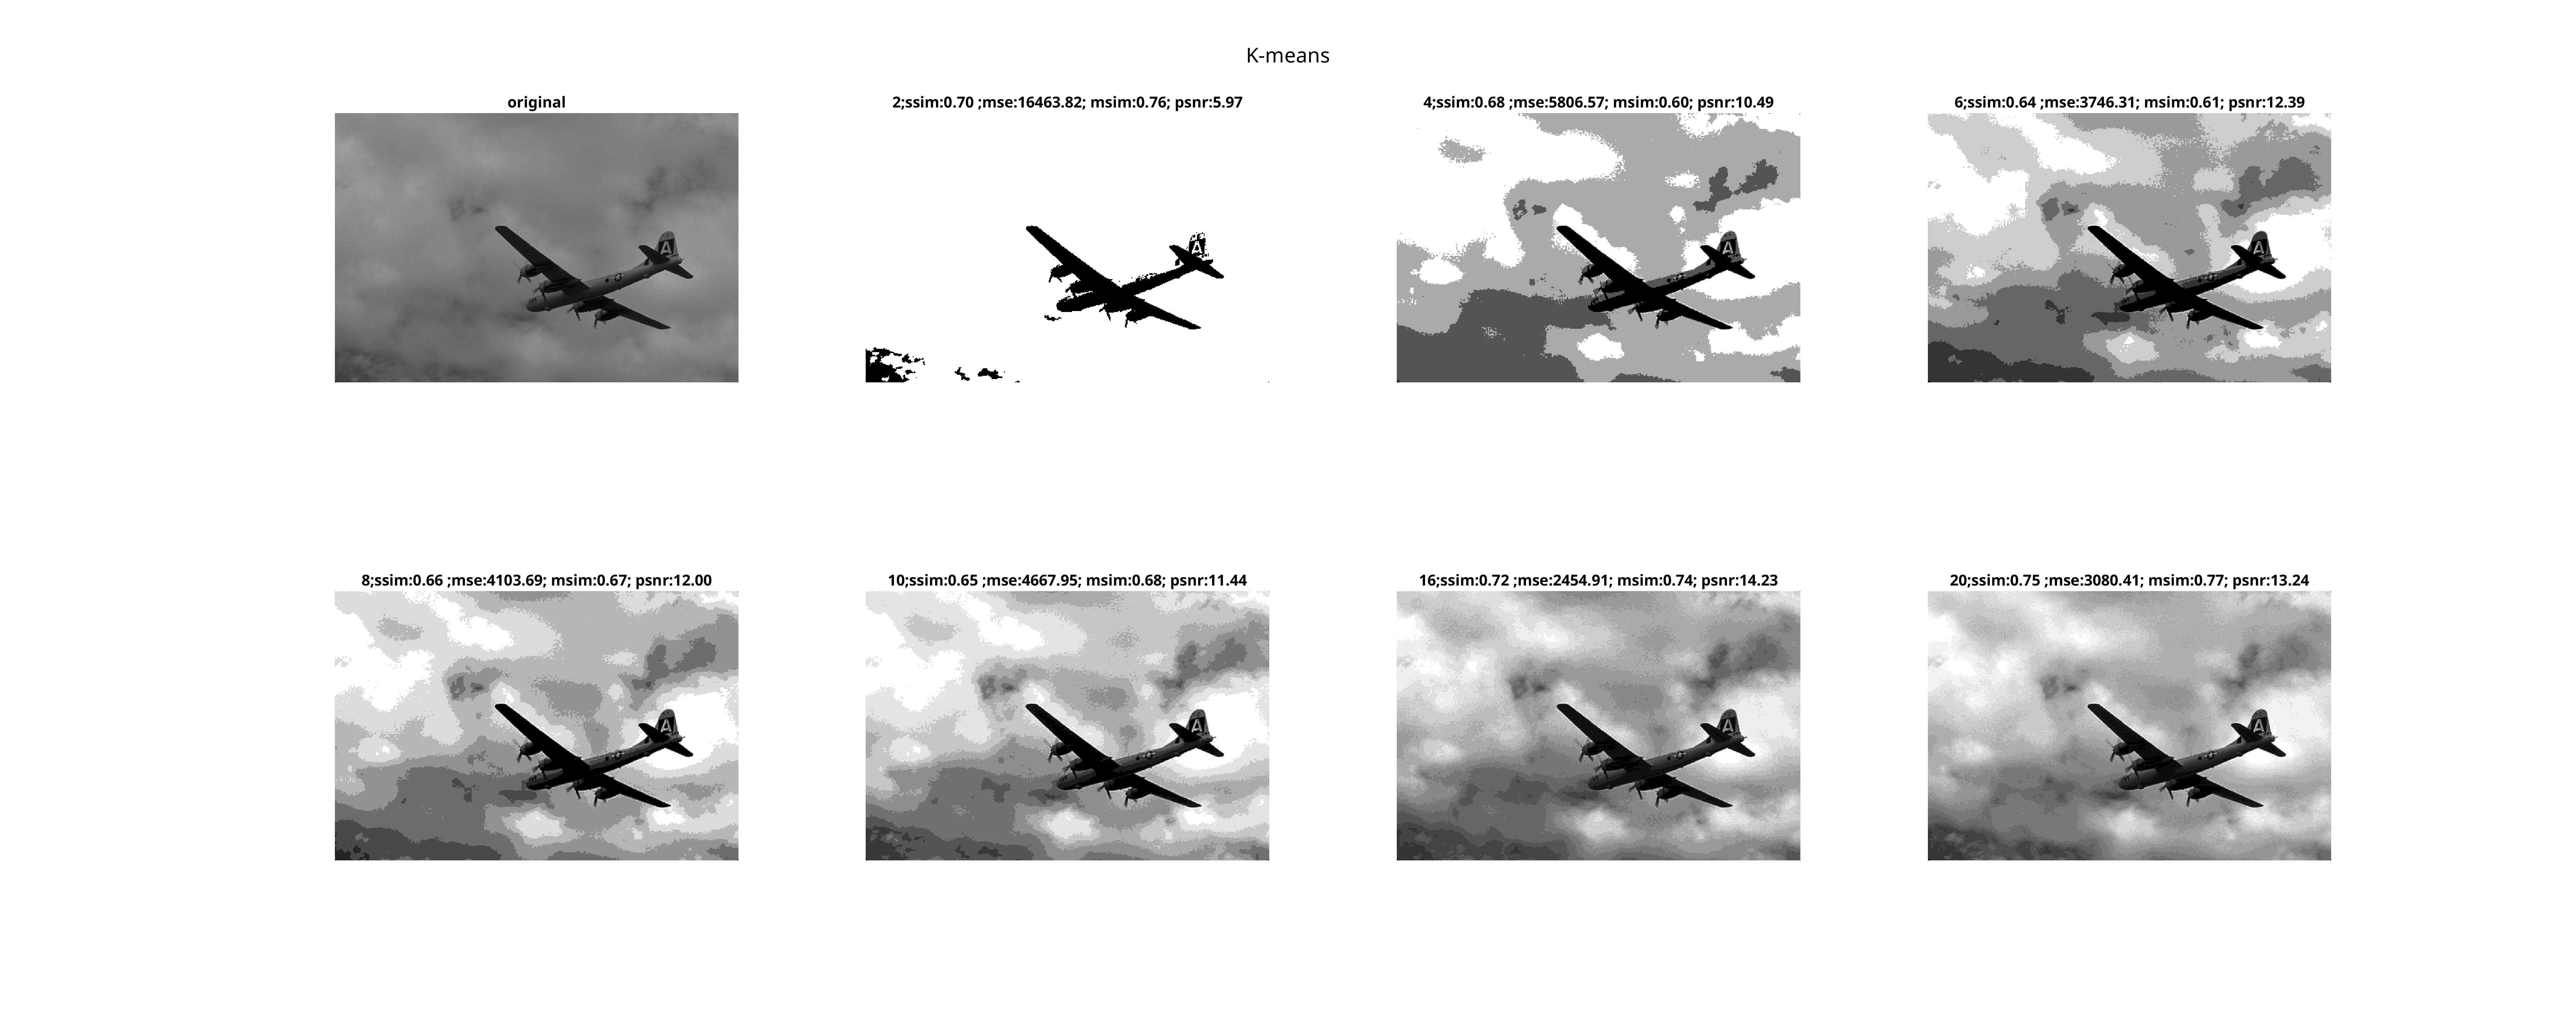 K-means
original
2;ssim:0.70 ;mse:16463.82; msim:0.76; psnr:5.97
4;ssim:0.68 ;mse:5806.57; msim:0.60; psnr:10.49
6;ssim:0.64 ;mse:3746.31; msim:0.61; psnr:12.39
A
A
A
A
8;ssim:0.66 ;mse:4103.69; msim:0.67; psnr:12.00
10;ssim:0.65 ;mse:4667.95; msim:0.68; psnr:11.44
16;ssim:0.72 ;mse:2454.91; msim:0.74; psnr:14.23
20;ssim:0.75 ;mse:3080.41; msim:0.77; psnr:13.24
A
A
A
A